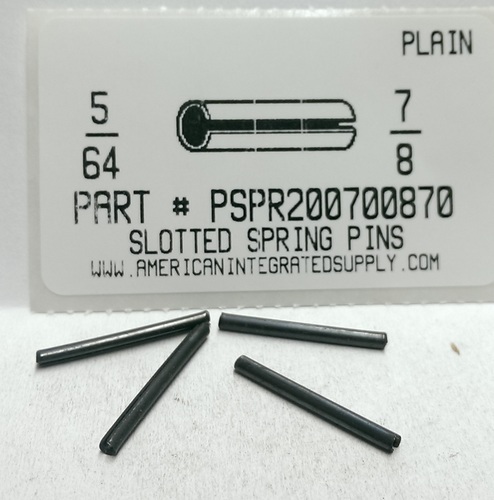 PLAIN
5/64
7/8
PART # PSPR200700870
SLOTTED SPRING PINS
WWW.AMERICANINTEGRATEDSUPPLY.COM